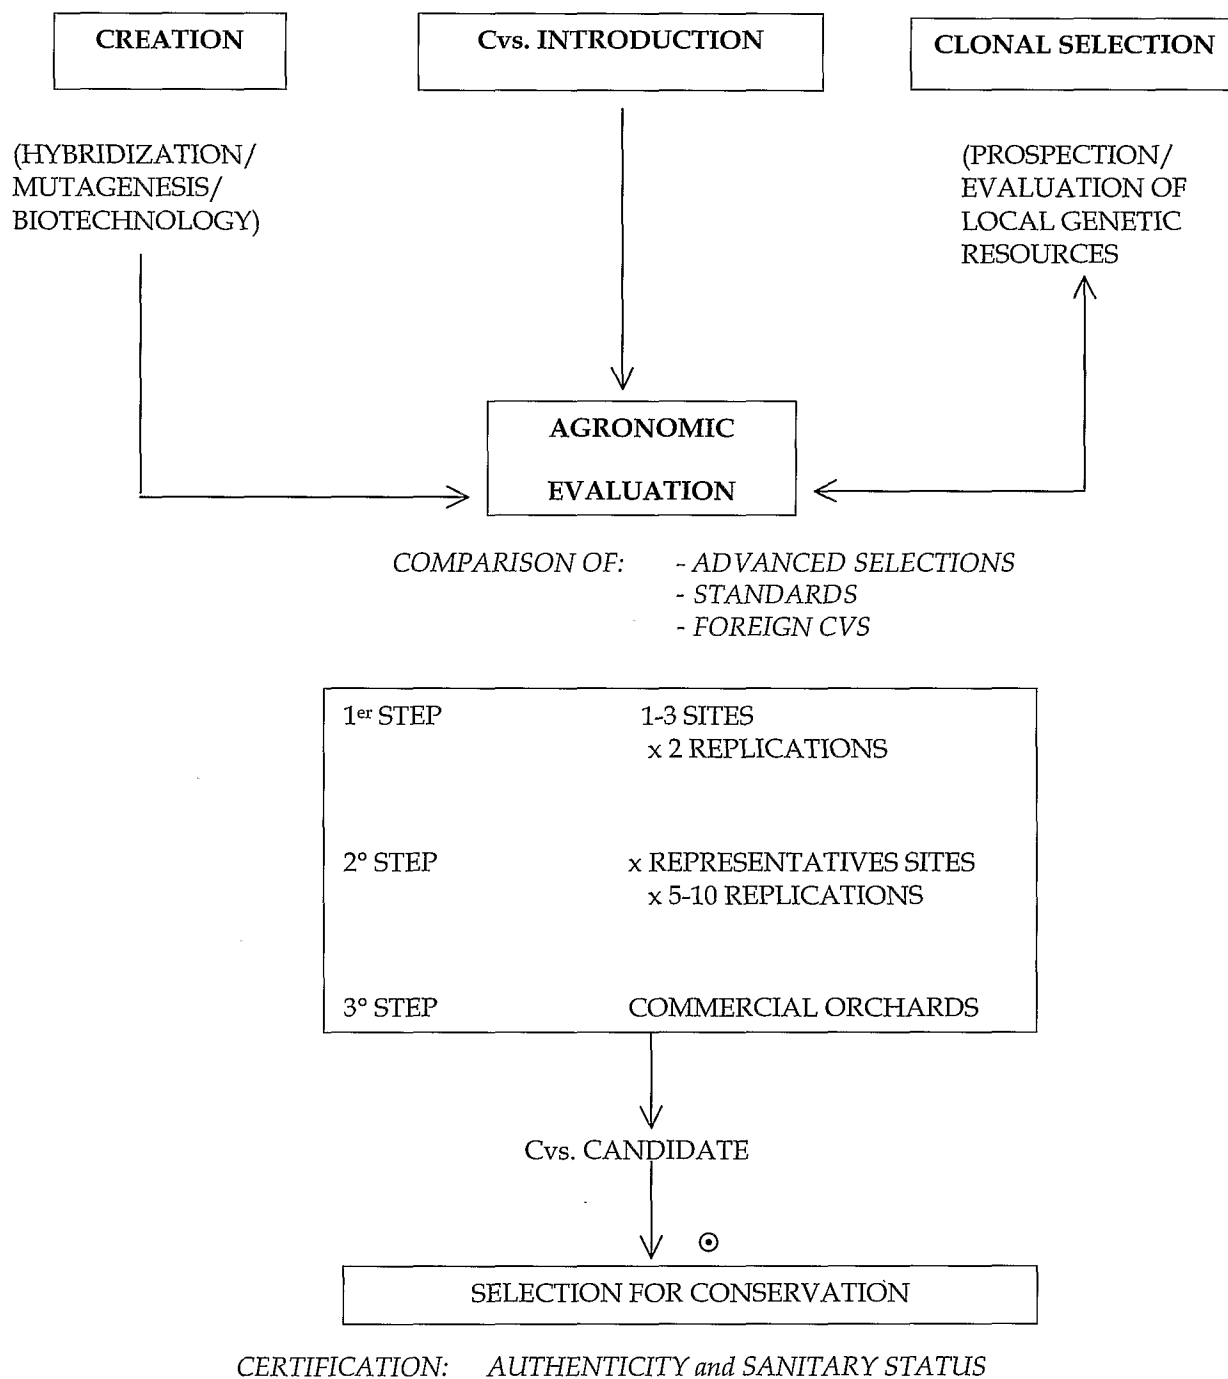 CREATION
Cvs. INTRODUCTION
CLONAL SELECTION
(HYBRIDIZATION/
MUTAGENESIS/
BIOTECHNOLOGY)
(PROSPECTION/
EVALUATION OF
LOCAL GENETIC
RESOURCES
AGRONOMIC
EVALUATION
COMPARISON OF: - ADVANCED SELECTIONS
- STANDARDS
- FOREIGN CVS
1er STEP 1-3 SITES
x 2 REPLICATIONS
2° STEP x REPRESENTATIVES SITES
x 5-10 REPLICATIONS
3° STEP COMMERCIAL ORCHARDS
Cvs. CANDIDATE
SELECTION FOR CONSERVATION
CERTIFICATION: AUTHENTICITY and SANITARY STATUS